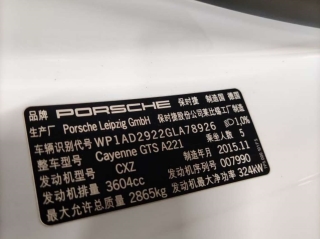 品牌 PORSCHE 保时捷 制造国 德国
生产厂 Porsche Leipzig GmbH 保时捷股份公司莱比锡工厂制造
车辆识别代号 WP1AD2922GLA78926 1,0%
整车型号 Cayenne GTS A221 乘坐人数 5
发动机型号 CXZ 制造年月 2015.11
发动机排量 3604cc 发动机序列号 007990
最大允许总质量 2865kg 发动机最大净功率 324kW